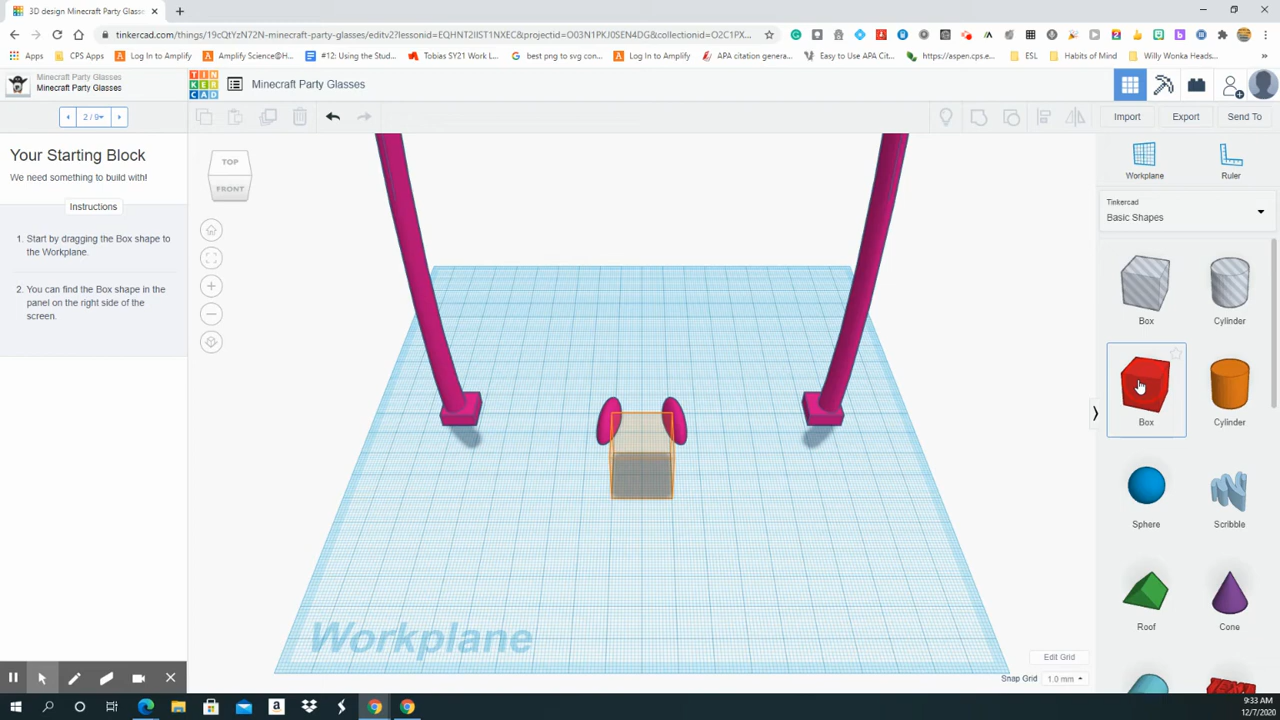 3D design Minecraft Party Glasses
tinkercad.com/things/19cQtYzN72N-minecraft-party-glasses/editv2?lessonid=EQHNT2IIST1NXEC&projectid=O03N1PKJ0SEN4DG&collectionid=O2C1PX...
Apps
CPS Apps
Log In to Amplify
Amplify Science@H...
#12: Using the Stud...
Tobias SY21 Work L...
best png to svg con...
Log In to Amplify
APA citation genera...
Easy to Use APA Cit...
https://aspen.cps.e...
ESL
Habits of Mind
Willy Wonka Heads...
Minecraft Party Glasses
Minecraft Party Glasses
TIN
KER
CAD
Minecraft Party Glasses
2 / 9
Import
Export
Send To
Your Starting Block
We need something to build with!
Instructions
1. Start by dragging the Box shape to
the Workplane.
2. You can find the Box shape in the
panel on the right side of the
screen.
TOP
FRONT
Workplane
Ruler
Tinkercad
Basic Shapes
Box
Cylinder
Box
Cylinder
Sphere
Scribble
Roof
Cone
Workplane
Edit Grid
Snap Grid
1.0 mm
9:33 AM
12/7/2020